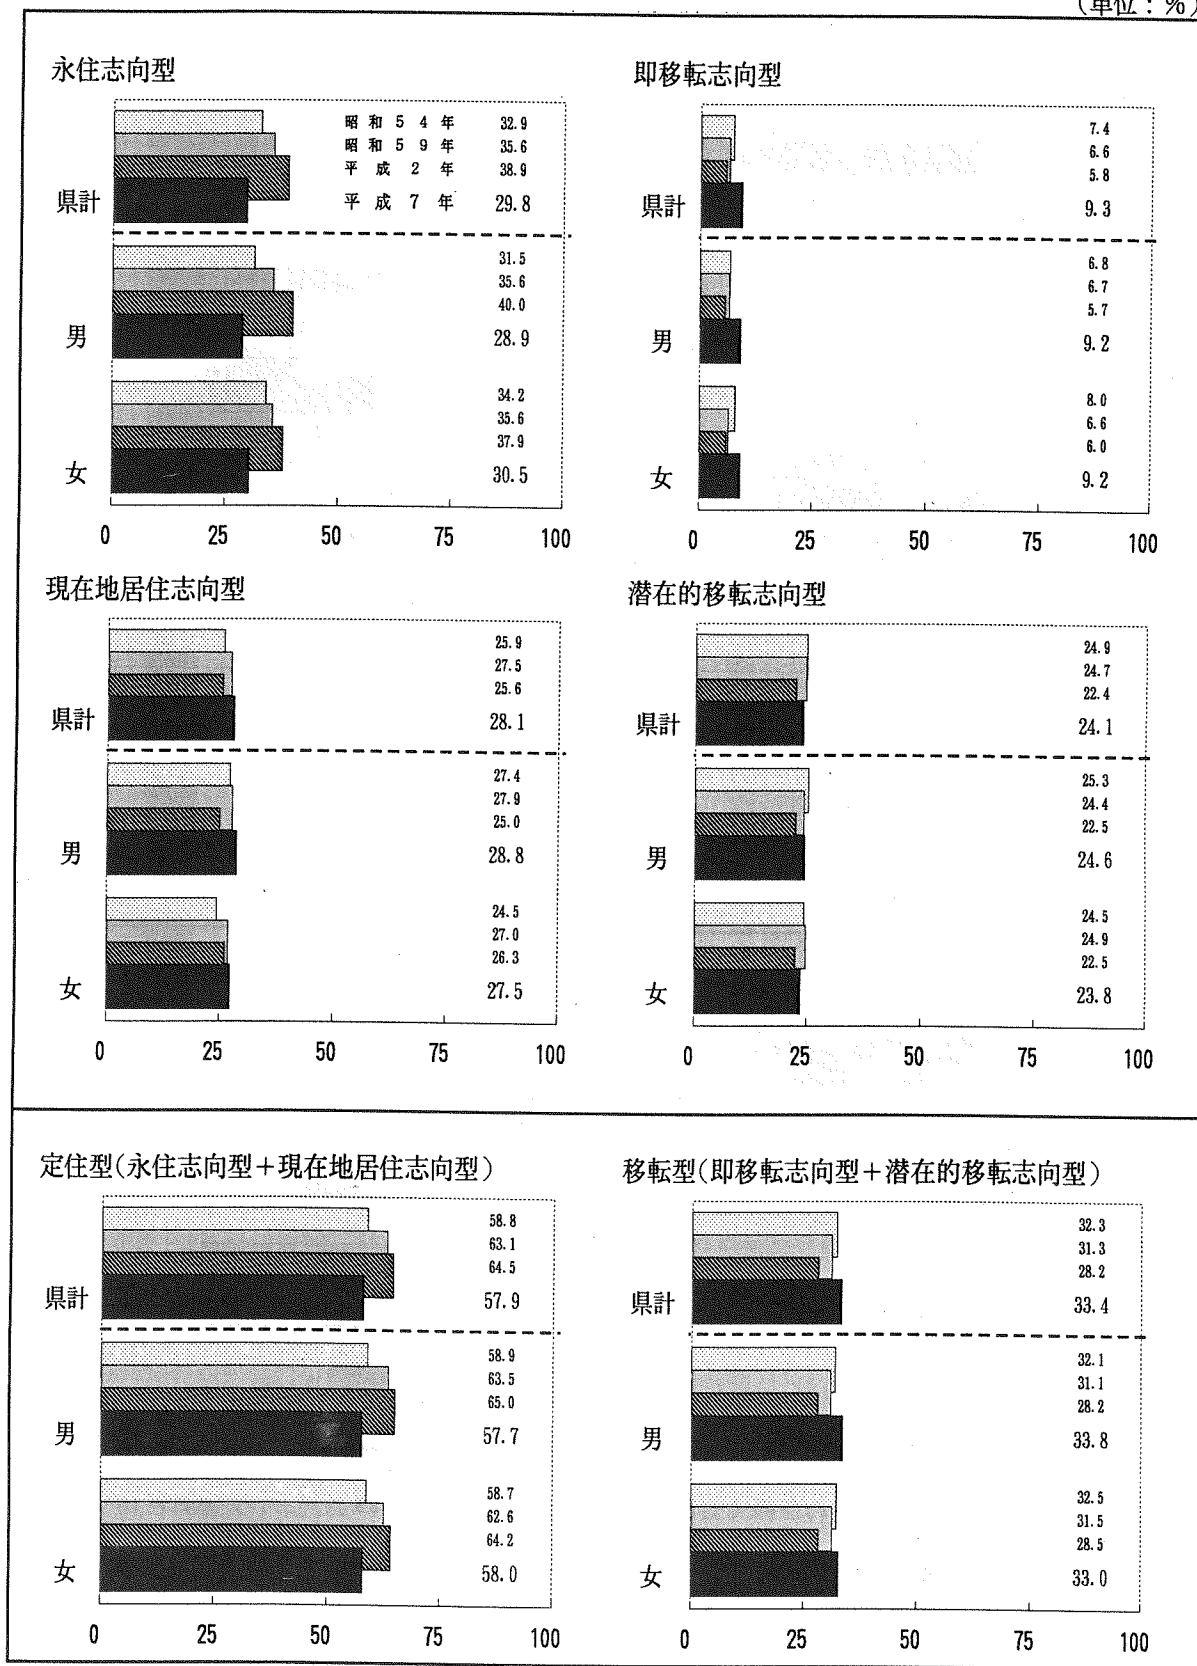 (単位：%)
永住志向型
昭和54年 32.9
昭和59年 35.6
平成2年 38.9
県計 平成7年 29.8
31.5
35.6
40.0
男 28.9
34.2
35.6
37.9
女 30.5
0 25 50 75 100
即移転志向型
7.4
6.6
5.8
県計 9.3
6.8
6.7
5.7
男 9.2
8.0
6.6
6.0
女 9.2
0 25 50 75 100
現在地居住志向型
25.9
27.5
25.6
県計 28.1
27.4
27.9
25.0
男 28.8
24.5
27.0
26.3
女 27.5
0 25 50 75 100
潜在的移転志向型
24.9
24.7
22.4
県計 24.1
25.3
24.4
22.5
男 24.6
24.5
24.9
22.5
女 23.8
0 25 50 75 100
定住型(永住志向型+現在地居住志向型)
58.8
63.1
64.5
県計 57.9
58.9
63.5
65.0
男 57.7
58.7
62.6
64.2
女 58.0
0 25 50 75 100
移転型(即移転志向型+潜在的移転志向型)
32.3
31.3
28.2
県計 33.4
32.1
31.1
28.2
男 33.8
32.5
31.5
28.5
女 33.0
0 25 50 75 100